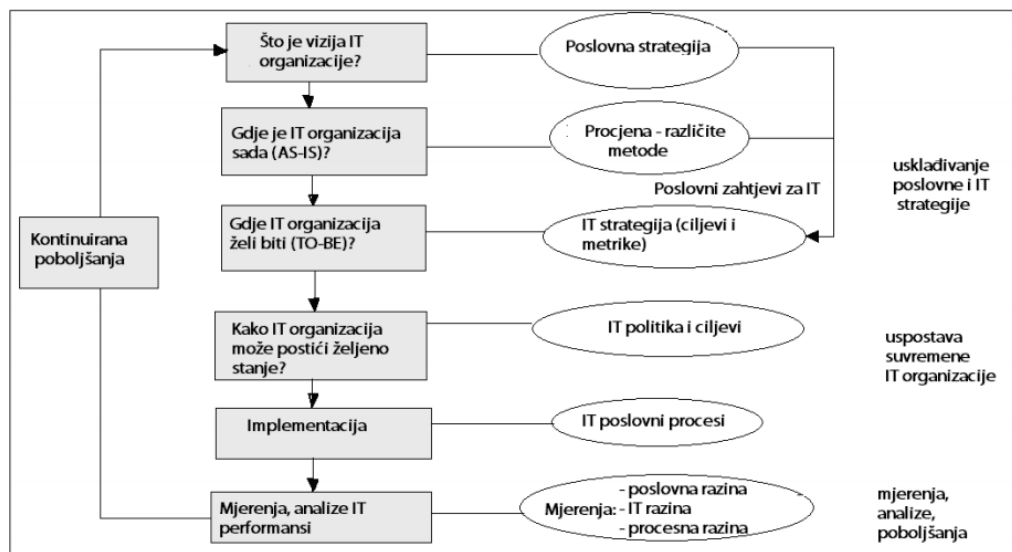 Što je vizija IT
organizacije?
Poslovna strategija
Gdje je IT organizacija
sada (AS-IS)?
Procjena - različite
metode
Poslovni zahtjevi za IT
usklađivanje
poslovne i IT
strategije
Kontinuirana
poboljšanja
Gdje IT organizacija
želi biti (TO-BE)?
IT strategija (ciljevi i
metrike)
Kako IT organizacija
može postići željeno
stanje?
IT politika i ciljevi
uspostava
suvremene
IT organizacije
Implementacija
IT poslovni procesi
Mjerenja, analize IT
performansi
- poslovna razina
Mjerenja: - IT razina
- procesna razina
mjerenja,
analize,
poboljšanja